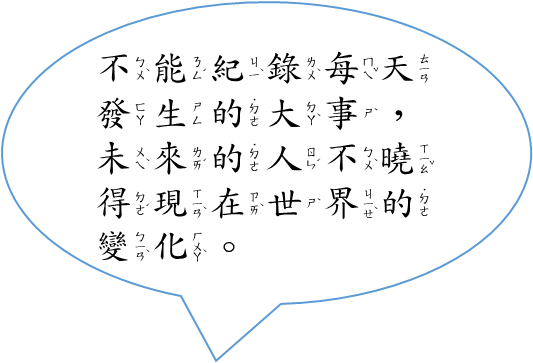 不能紀錄每天
發生的大事，
未來的人不曉
得現在世界的
變化。